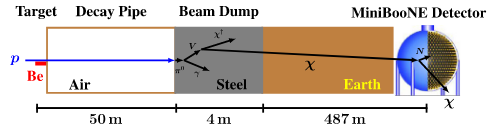 Target Decay Pipe Beam Dump MiniBooNE Detector
p Be Air π⁰ V χ† γ Steel χ Earth N χ
50 m 4 m 487 m